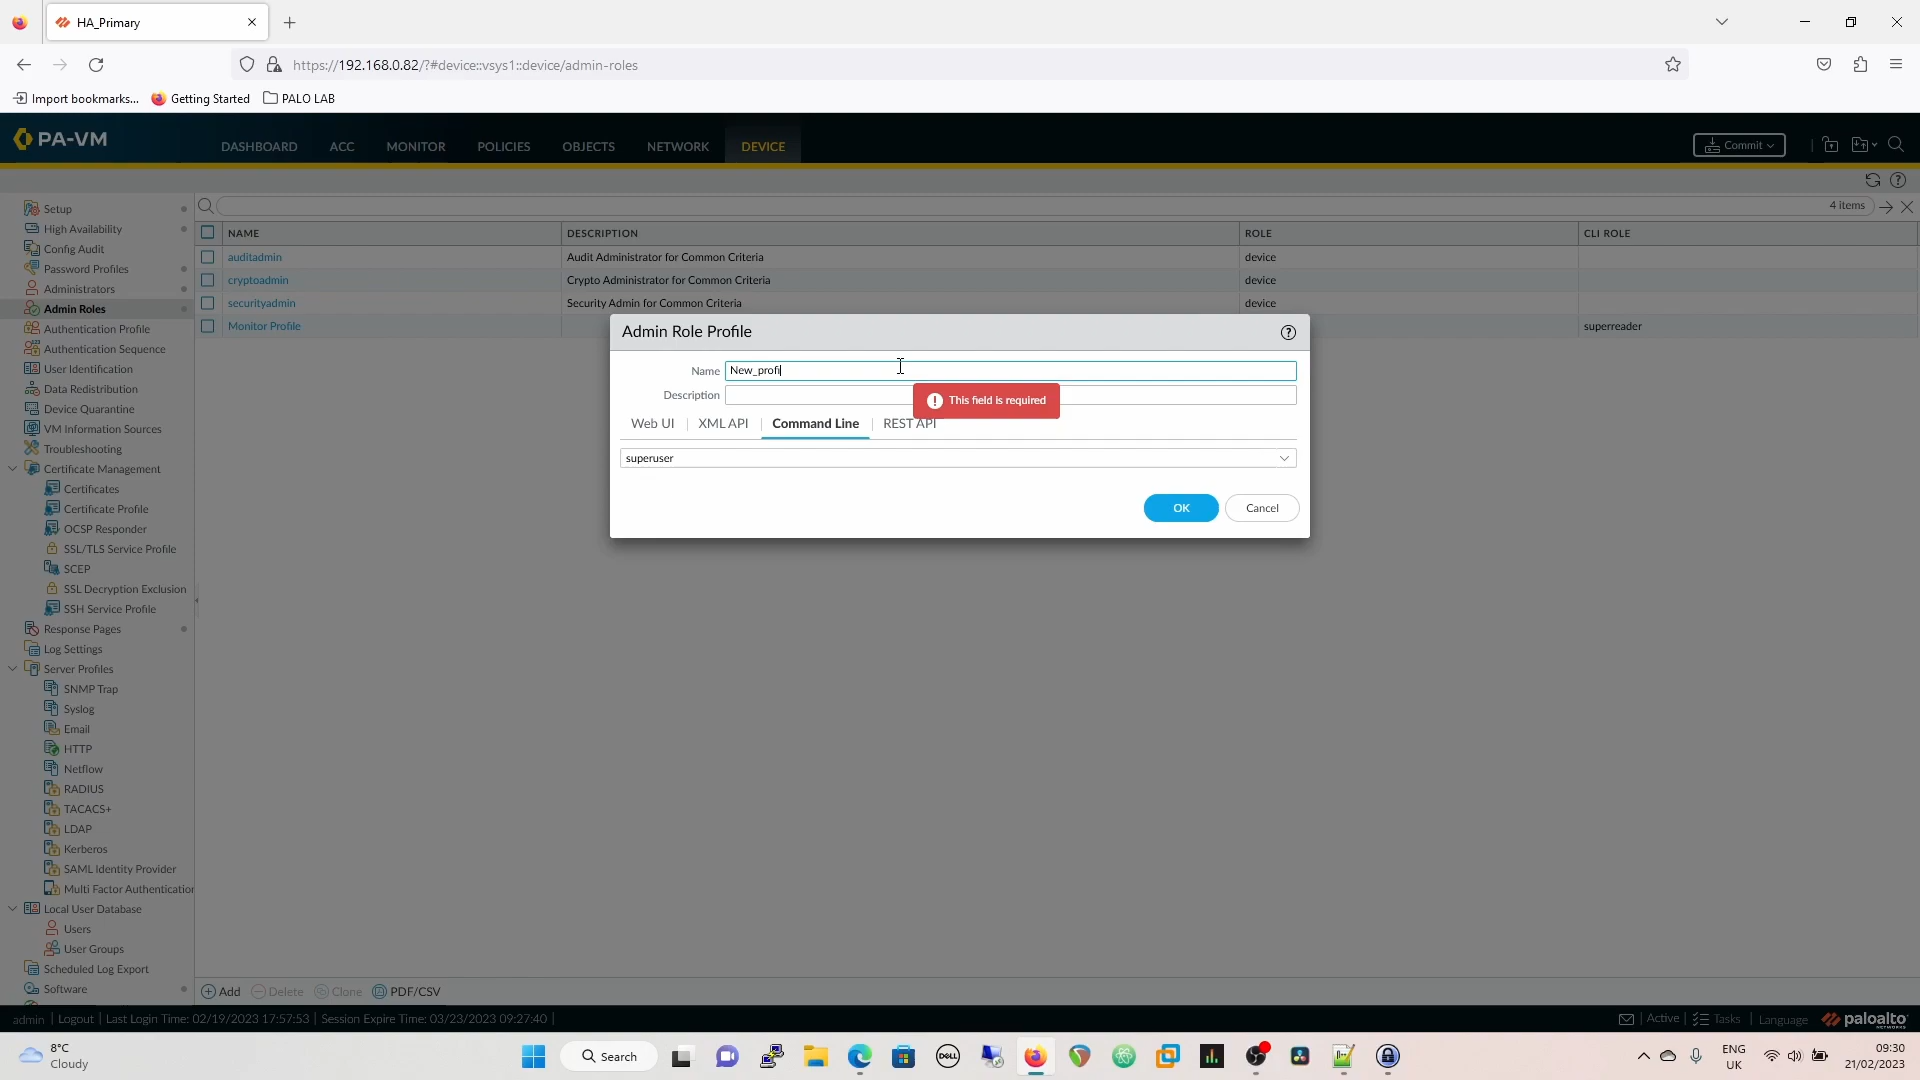 HA_Primary
https://192.168.0.82/?#device::vsys1::device/admin-roles
Import bookmarks... Getting Started PALO LAB
PA-VM
DASHBOARD ACC MONITOR POLICIES OBJECTS NETWORK DEVICE
Commit
4 items
Setup
High Availability
Config Audit
Password Profiles
Administrators
Admin Roles
Authentication Profile
Authentication Sequence
User Identification
Data Redistribution
Device Quarantine
VM Information Sources
Troubleshooting
Certificate Management
Certificates
Certificate Profile
OCSP Responder
SSL/TLS Service Profile
SCEP
SSL Decryption Exclusion
SSH Service Profile
Response Pages
Log Settings
Server Profiles
SNMP Trap
Syslog
Email
HTTP
Netflow
RADIUS
TACACS+
LDAP
Kerberos
SAML Identity Provider
Multi Factor Authentication
Local User Database
Users
User Groups
Scheduled Log Export
Software
NAME DESCRIPTION ROLE CLI ROLE
auditadmin Audit Administrator for Common Criteria device
cryptoadmin Crypto Administrator for Common Criteria device
securityadmin Security Admin for Common Criteria device
Monitor Profile superreader
Admin Role Profile
Name New_profi
Description
This field is required
Web UI XML API Command Line REST API
superuser
OK Cancel
Add Delete Clone PDF/CSV
admin | Logout | Last Login Time: 02/19/2023 17:57:53 | Session Expire Time: 03/23/2023 09:27:40 |
| Active | Tasks | Language paloalto
NETWORKS
8°C
Cloudy
Search
DELL
ENG
UK
09:30
21/02/2023